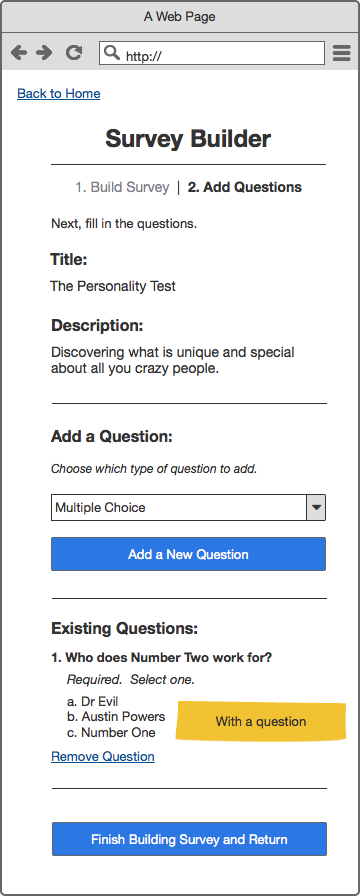 A Web Page
http://
Back to Home
Survey Builder
1. Build Survey | 2. Add Questions
Next, fill in the questions.
Title:
The Personality Test
Description:
Discovering what is unique and special
about all you crazy people.
Add a Question:
Choose which type of question to add.
Multiple Choice
Add a New Question
Existing Questions:
1. Who does Number Two work for?
Required. Select one.
a. Dr Evil
b. Austin Powers
c. Number One
With a question
Remove Question
Finish Building Survey and Return